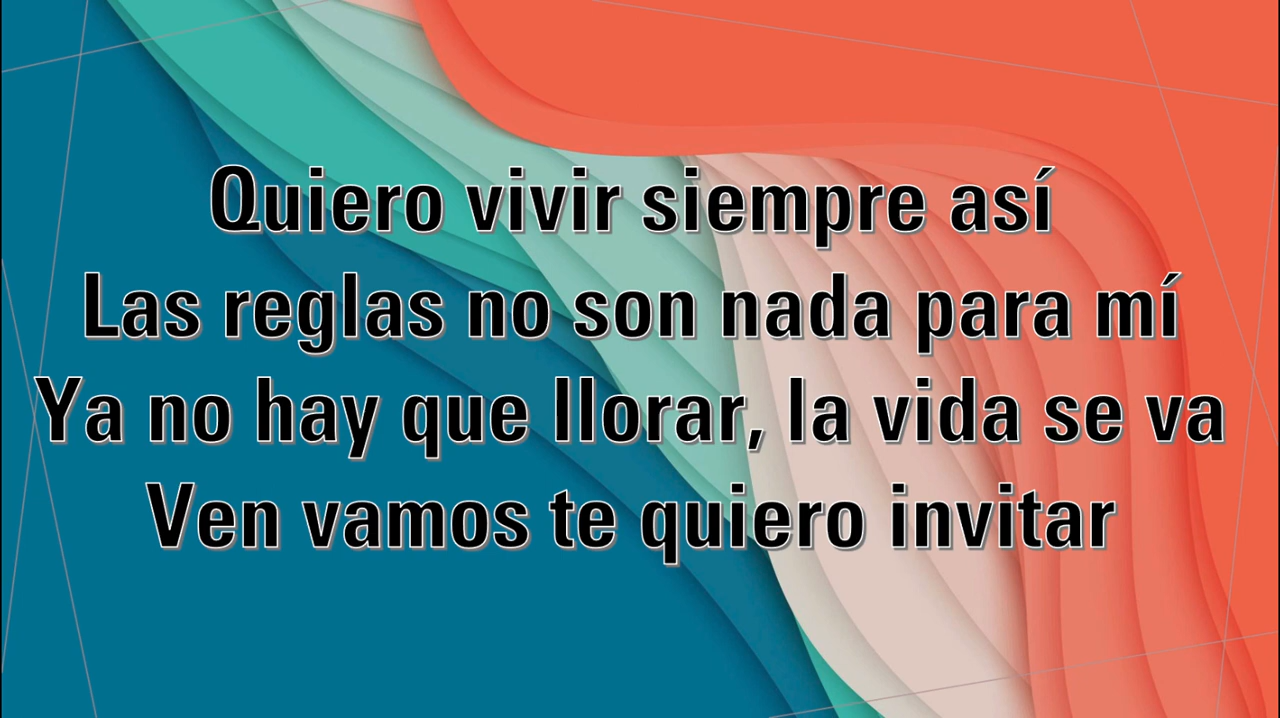 Quiero vivir siempre así
Las reglas no son nada para mí
Ya no hay que llorar, la vida se va
Ven vamos te quiero invitar